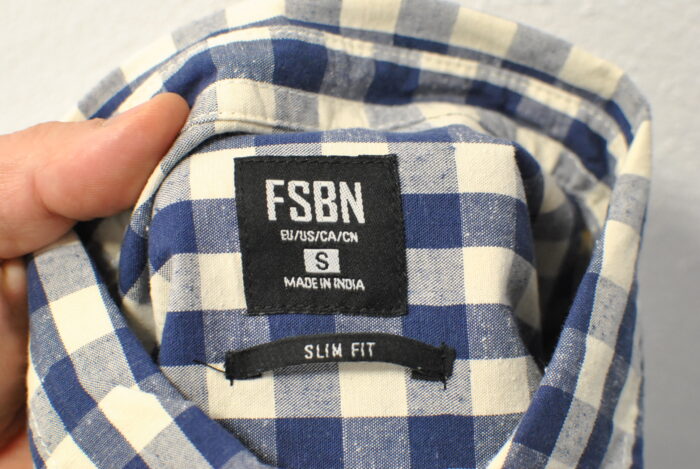 FSBN
EU/US/CA/CN
S
MADE IN INDIA
SLIM FIT